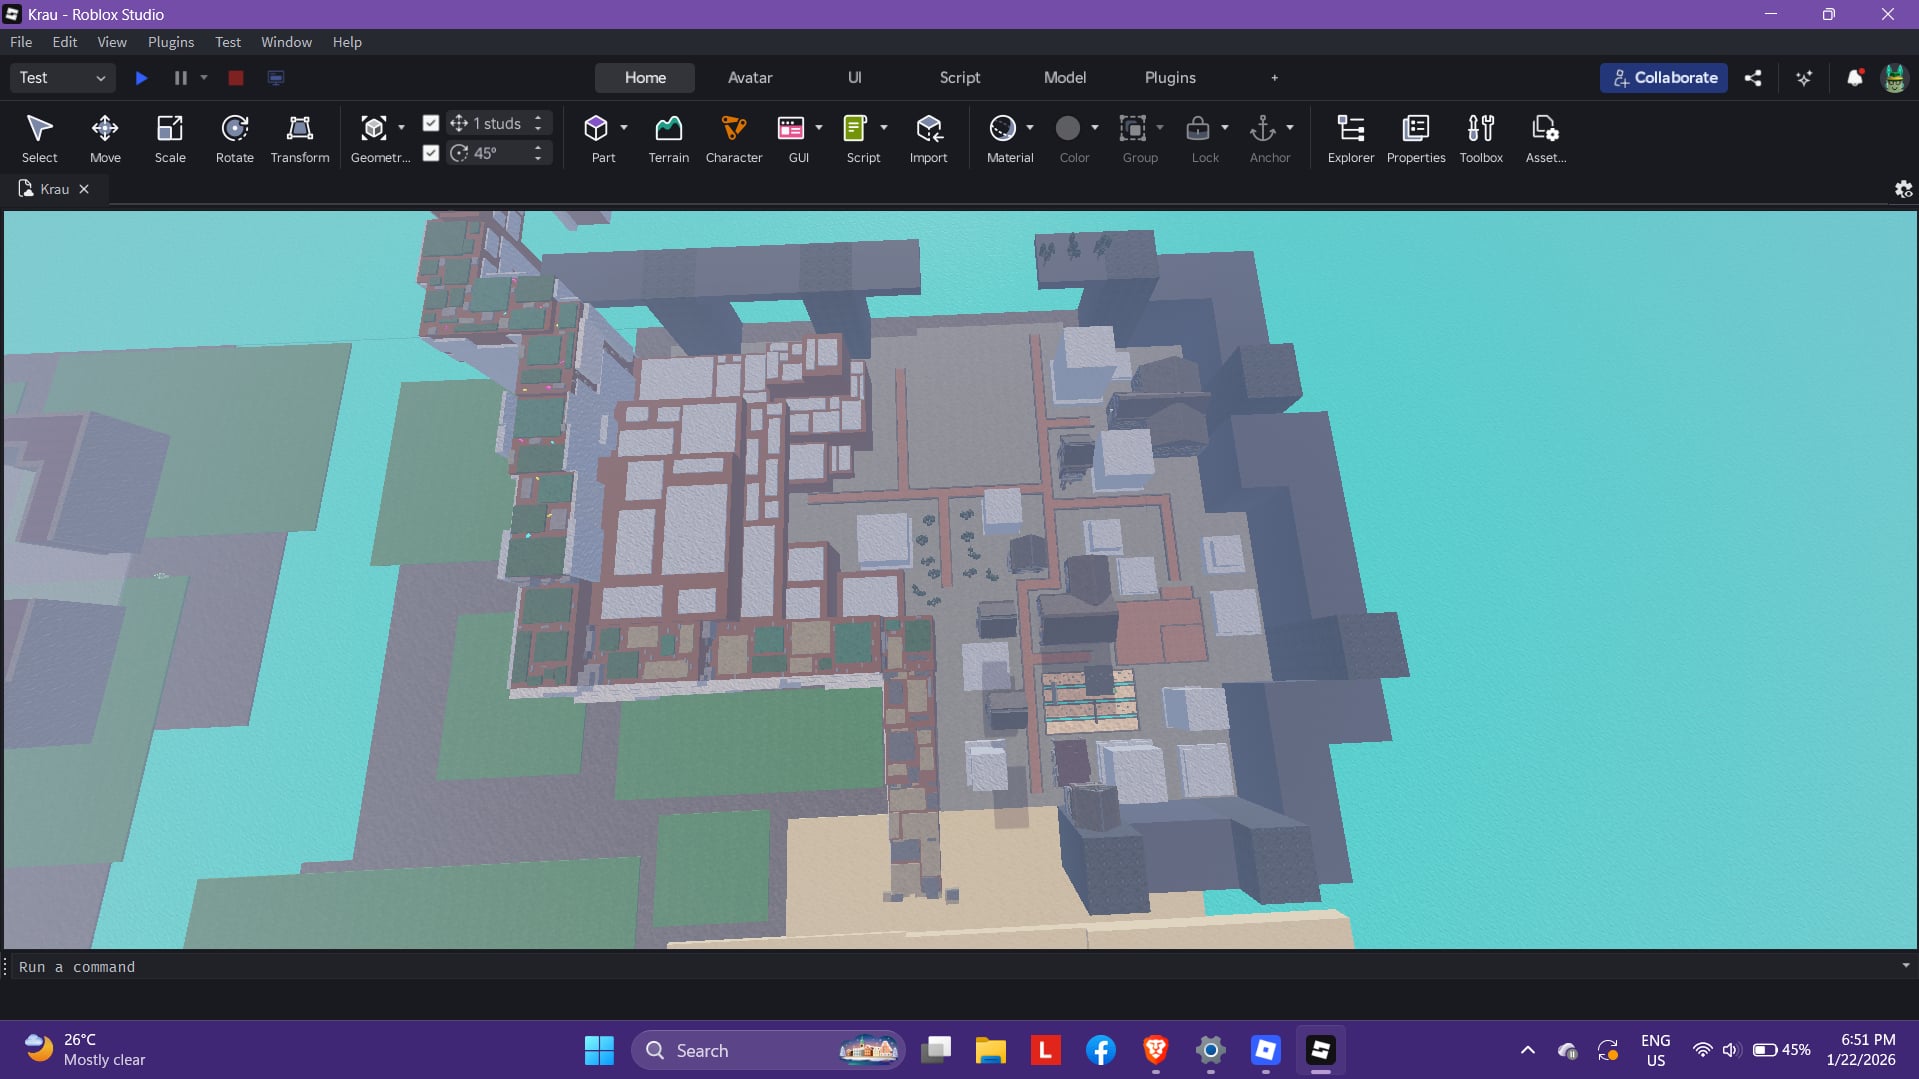 Krau - Roblox Studio
File Edit View Plugins Test Window Help
Test Home Avatar UI Script Model Plugins + Collaborate
1 studs
45°
Select Move Scale Rotate Transform Geometr... Part Terrain Character GUI Script Import Material Color Group Lock Anchor Explorer Properties Toolbox Asset...
Krau
Run a command
26°C
Mostly clear
Search
L
ENG
US
45%
6:51 PM
1/22/2026